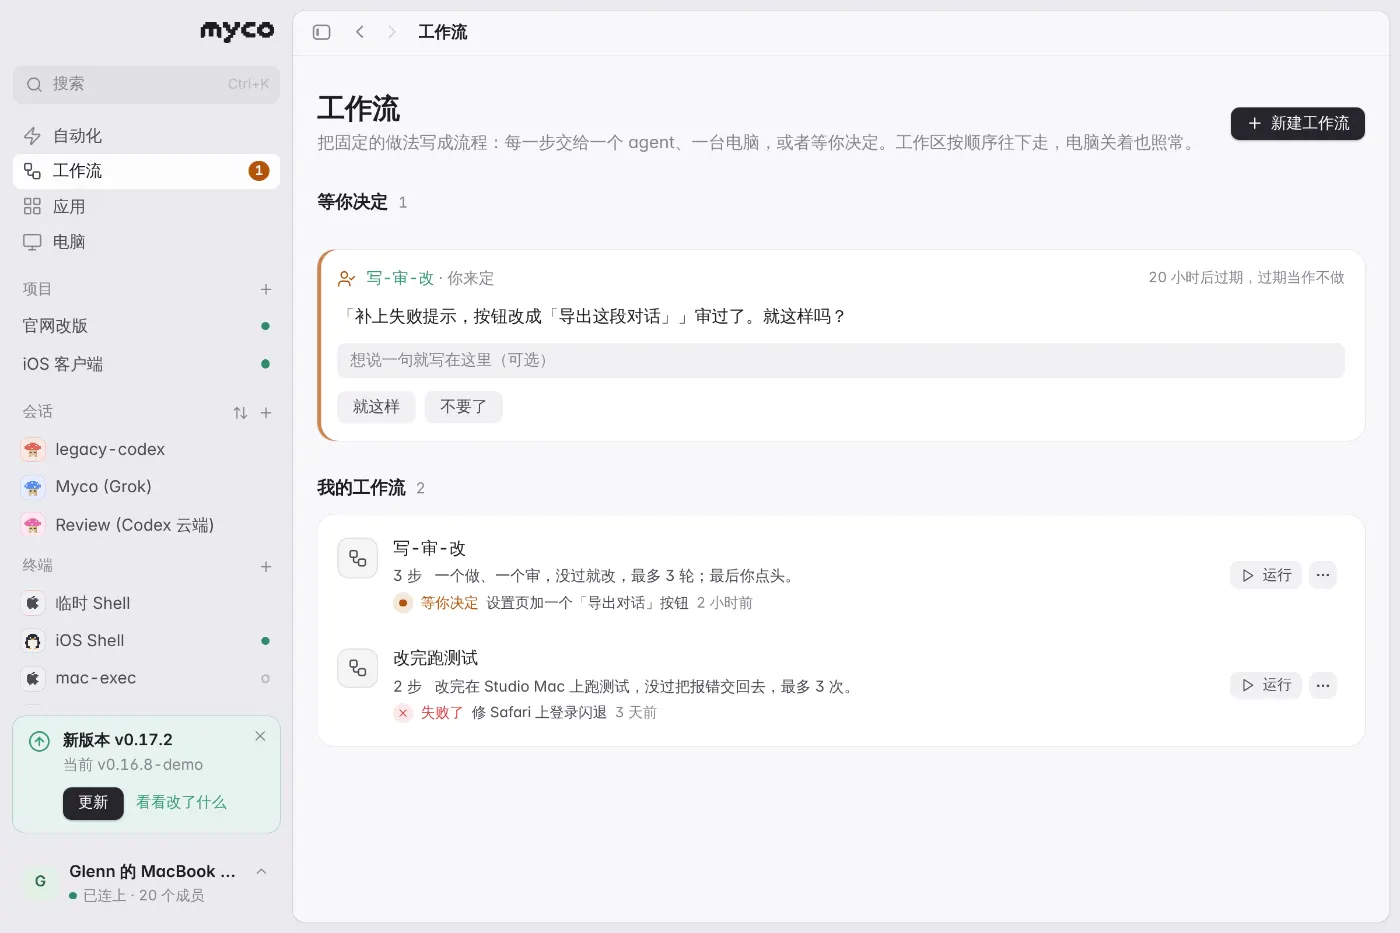 myco
搜索 Ctrl+K
自动化
工作流 1
应用
电脑
项目
官网改版
iOS 客户端
会话
legacy-codex
Myco (Grok)
Review (Codex 云端)
终端
临时 Shell
iOS Shell
mac-exec
新版本 v0.17.2
当前 v0.16.8-demo
更新 看看改了什么
G
Glenn 的 MacBook ...
已连上 · 20 个成员
工作流
工作流
把固定的做法写成流程：每一步交给一个 agent、一台电脑，或者等你决定。工作区按顺序往下走，电脑关着也照常。
新建工作流
等你决定 1
写-审-改 · 你来定
20 小时后过期，过期当作不做
「补上失败提示，按钮改成「导出这段对话」」审过了。就这样吗？
想说一句就写在这里（可选）
就这样 不要了
我的工作流 2
写-审-改
3 步 一个做、一个审，没过就改，最多 3 轮；最后你点头。
等你决定 设置页加一个「导出对话」按钮 2 小时前
运行
改完跑测试
2 步 改完在 Studio Mac 上跑测试，没过把报错交回去，最多 3 次。
失败了 修 Safari 上登录闪退 3 天前
运行